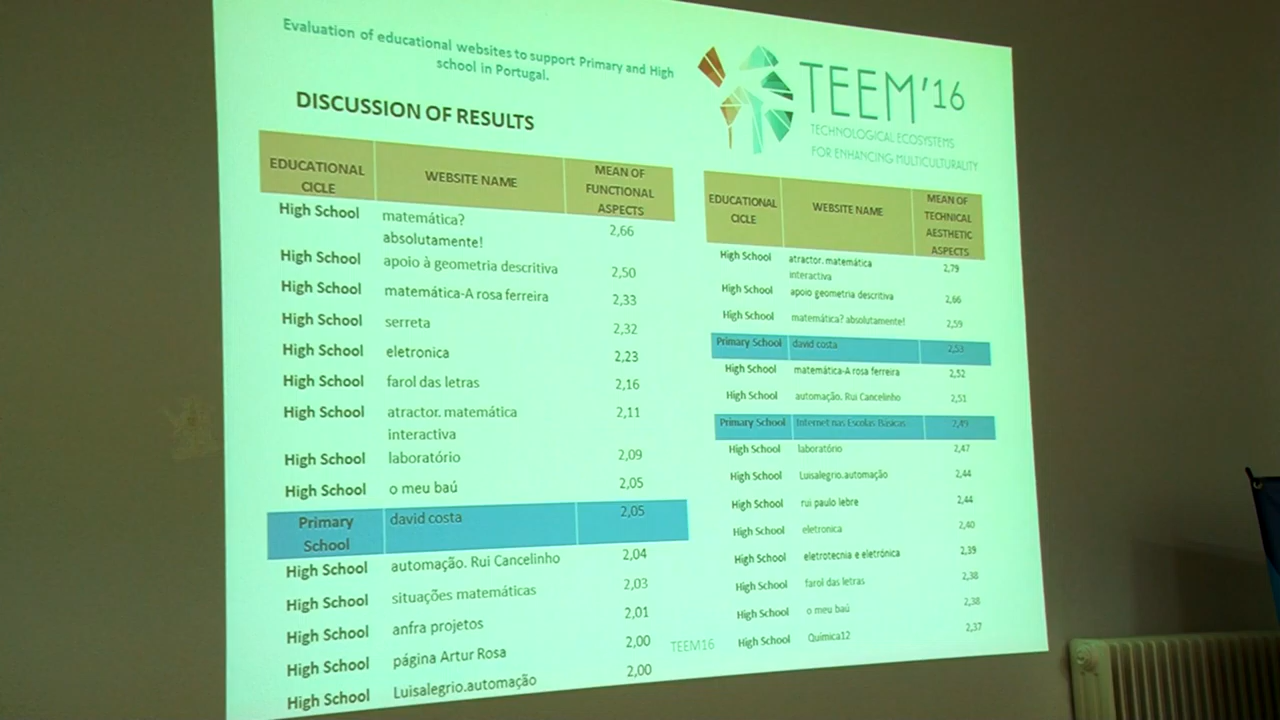 Evaluation of educational websites to support Primary and High
school in Portugal.
DISCUSSION OF RESULTS
TEEM'16
TECHNOLOGICAL ECOSYSTEMS
FOR ENHANCING MULTICULTURALITY
EDUCATIONAL CICLE WEBSITE NAME MEAN OF FUNCTIONAL ASPECTS
High School matemática? absolutamente! 2,66
High School apoio à geometria descritiva 2,50
High School matemática-A rosa ferreira 2,33
High School serreta 2,32
High School eletronica 2,23
High School farol das letras 2,16
High School atractor. matemática interactiva 2,11
High School laboratório 2,09
High School o meu baú 2,05
Primary School david costa 2,05
High School automação. Rui Cancelinho 2,04
High School situações matemáticas 2,03
High School anfra projetos 2,01
High School página Artur Rosa 2,00
High School Luisalegrio.automação 2,00
EDUCATIONAL CICLE WEBSITE NAME MEAN OF TECHNICAL AESTHETIC ASPECTS
High School atractor. matemática interactiva 2,79
High School apoio geometria descritiva 2,66
High School matemática? absolutamente! 2,59
Primary School david costa 2,53
High School matemática-A rosa ferreira 2,52
High School automação. Rui Cancelinho 2,51
Primary School Internet nas Escolas Básicas 2,49
High School laboratório 2,47
High School Luisalegrio.automação 2,44
High School rui paulo lebre 2,44
High School eletronica 2,40
High School eletrotecnia e eletrónica 2,39
High School farol das letras 2,38
High School o meu baú 2,38
High School Quimica12 2,37
TEEM16